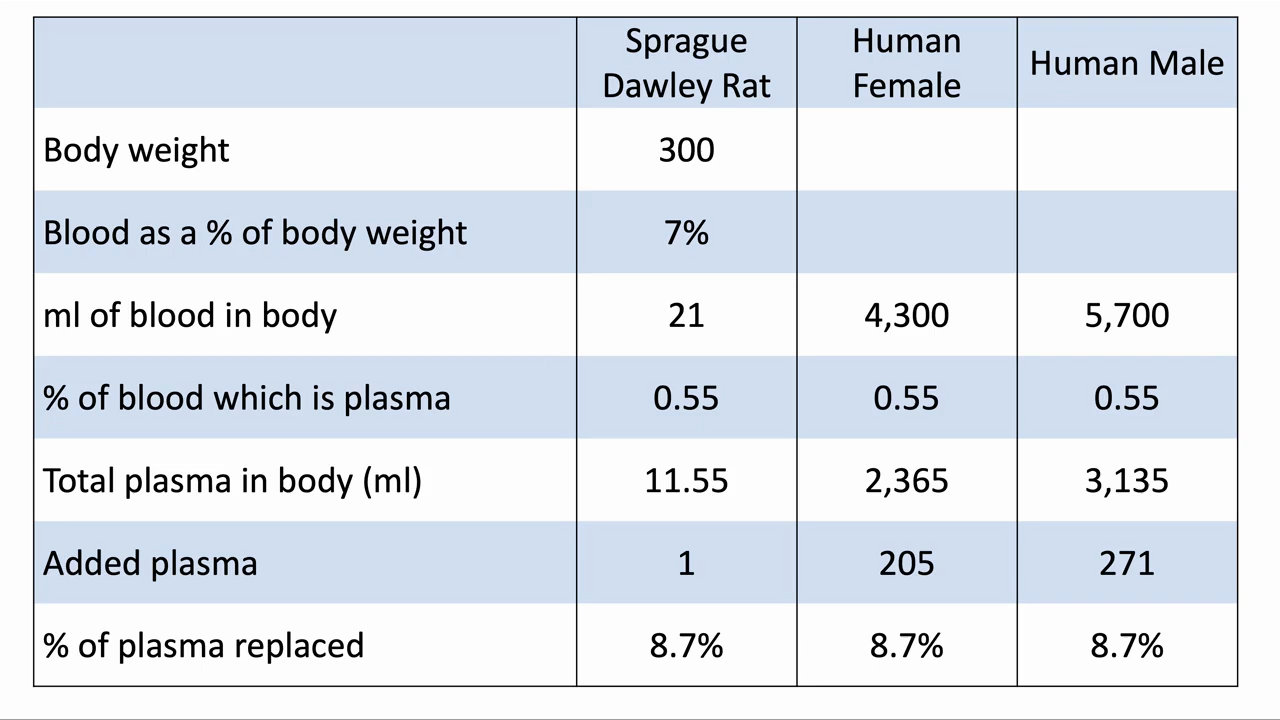 Sprague Dawley Rat Human Female Human Male
Body weight 300
Blood as a % of body weight 7%
ml of blood in body 21 4,300 5,700
% of blood which is plasma 0.55 0.55 0.55
Total plasma in body (ml) 11.55 2,365 3,135
Added plasma 1 205 271
% of plasma replaced 8.7% 8.7% 8.7%